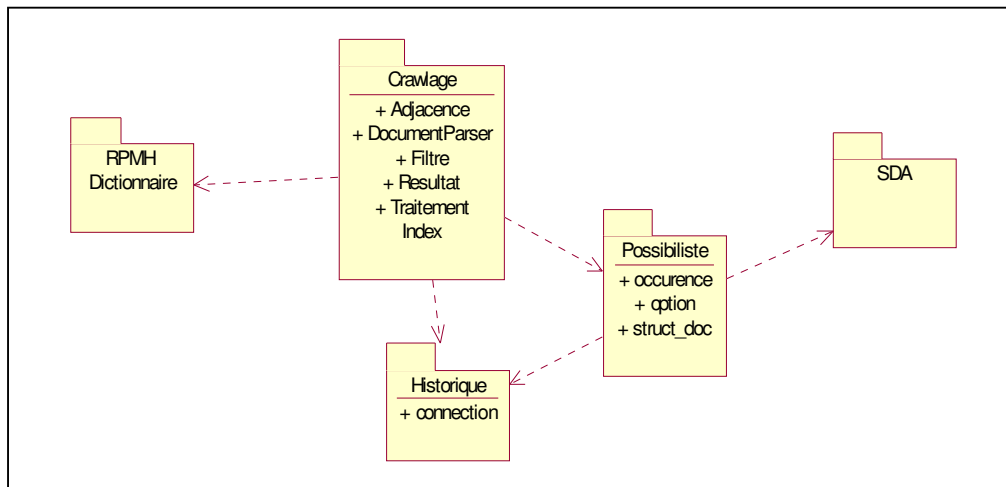 Crawlage
+ Adjacence
+ DocumentParser
+ Filtre
+ Resultat
+ Traitement
Index
RPMH
Dictionnaire
SDA
Possibiliste
+ occurence
+ option
+ struct_doc
Historique
+ connection